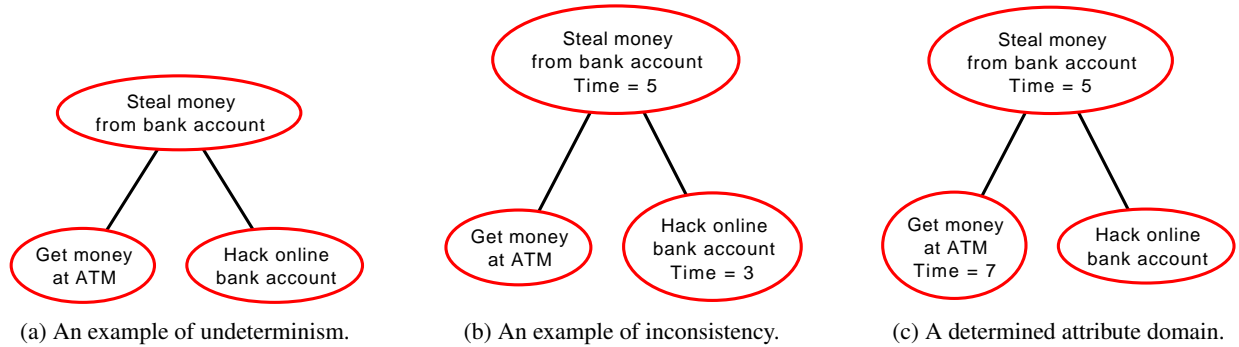 Steal money
from bank account
Get money
at ATM
Hack online
bank account
(a) An example of undeterminism.
Steal money
from bank account
Time = 5
Get money
at ATM
Hack online
bank account
Time = 3
(b) An example of inconsistency.
Steal money
from bank account
Time = 5
Get money
at ATM
Time = 7
Hack online
bank account
(c) A determined attribute domain.